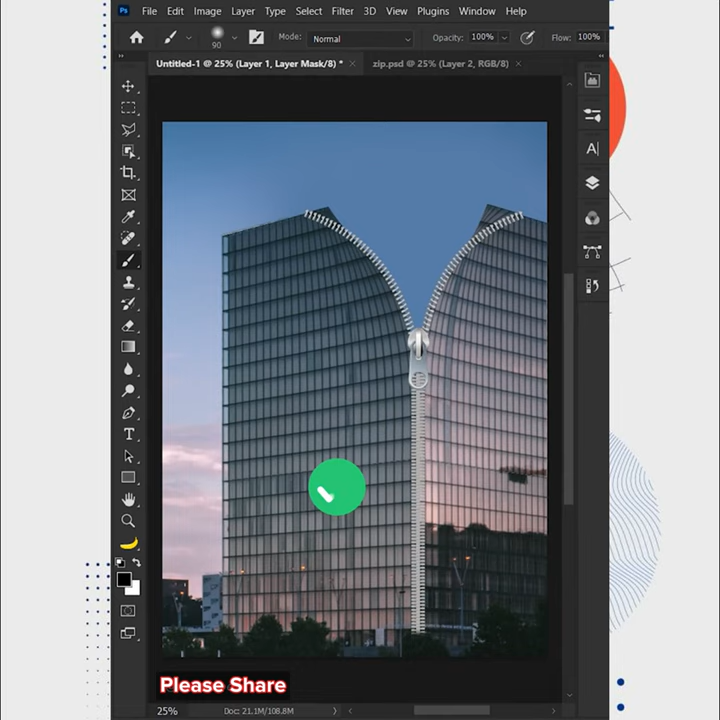 Ps File Edit Image Layer Type Select Filter 3D View Plugins Window Help
90 Mode: Normal Opacity: 100% Flow: 100%
Untitled-1 @ 25% (Layer 1, Layer Mask/8) * × zip.psd @ 25% (Layer 2, RGB/8) ×
A|
T
Please Share
25% Doc: 21.1M/108.8M